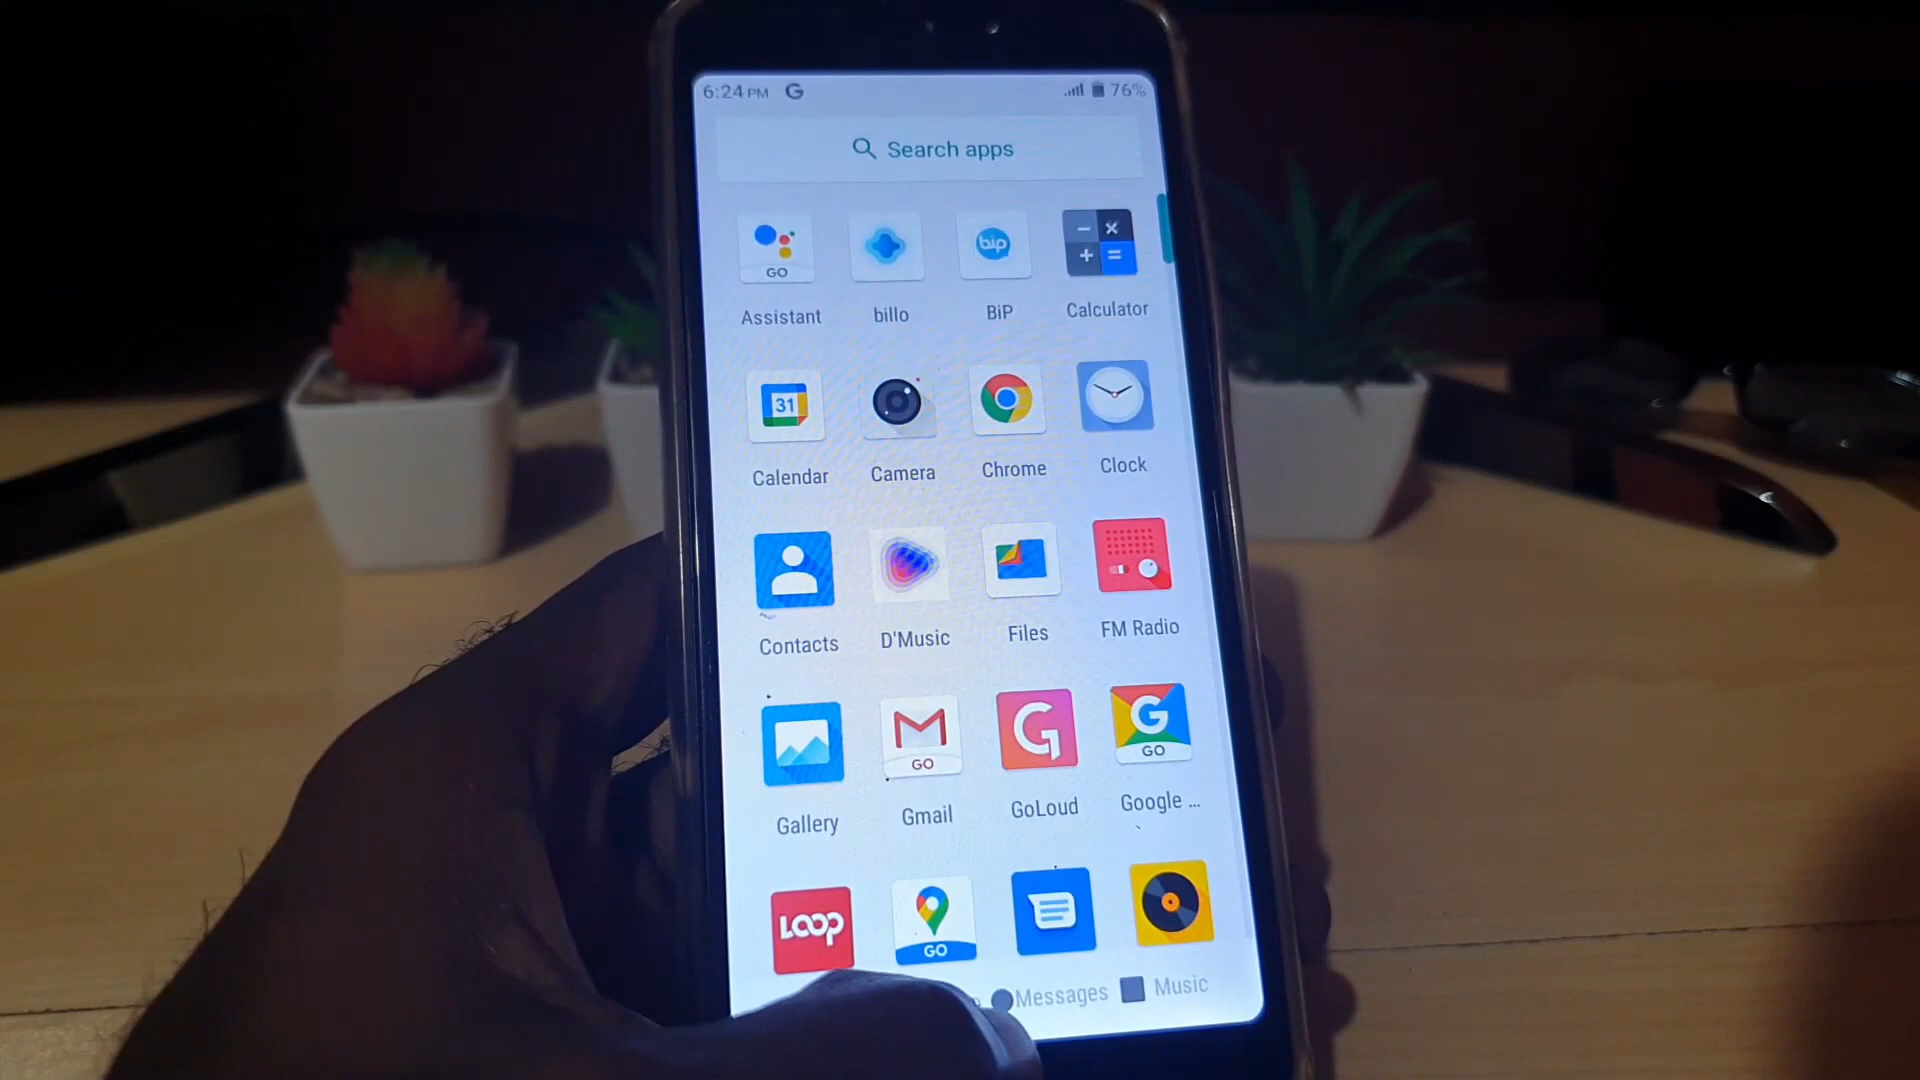 6:24 PM G 76%
Search apps
GO bip
Assistant billo BiP Calculator
31
Calendar Camera Chrome Clock
Contacts D'Music Files FM Radio
GO G G GO
Gallery Gmail GoLoud Google ...
LOOP GO
Messages Music